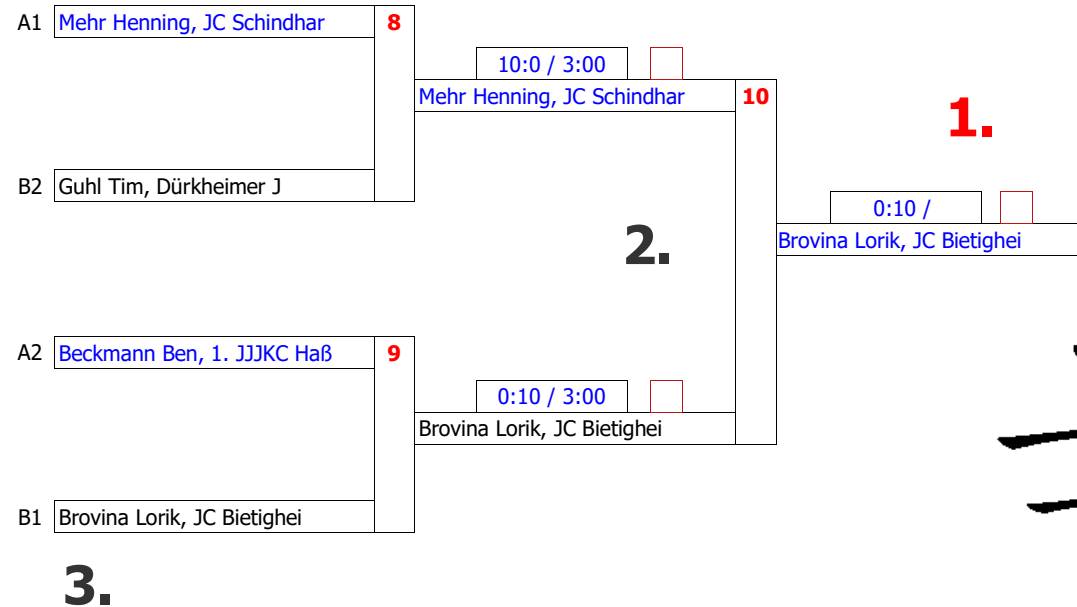 A1 Mehr Henning, JC Schindhar 8
10:0 / 3:00
Mehr Henning, JC Schindhar 10
1.
B2 Guhl Tim, Dürkheimer J
0:10 /
2.
Brovina Lorik, JC Bietighei
A2 Beckmann Ben, 1. JJJKC Haß 9
0:10 / 3:00
Brovina Lorik, JC Bietighei
B1 Brovina Lorik, JC Bietighei
3.